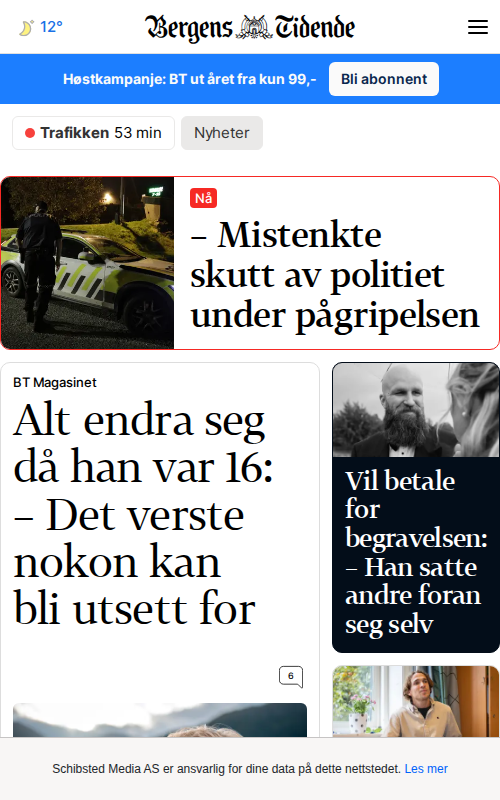 12°
Bergens Tidende
Høstkampanje: BT ut året fra kun 99,-
Bli abonnent
Trafikken 53 min
Nyheter
Nå
– Mistenkte
skutt av politiet
under pågripelsen
BT Magasinet
Alt endra seg
då han var 16:
– Det verste
nokon kan
bli utsett for
6
Vil betale
for
begravelsen:
– Han satte
andre foran
seg selv
Schibsted Media AS er ansvarlig for dine data på dette nettstedet. Les mer